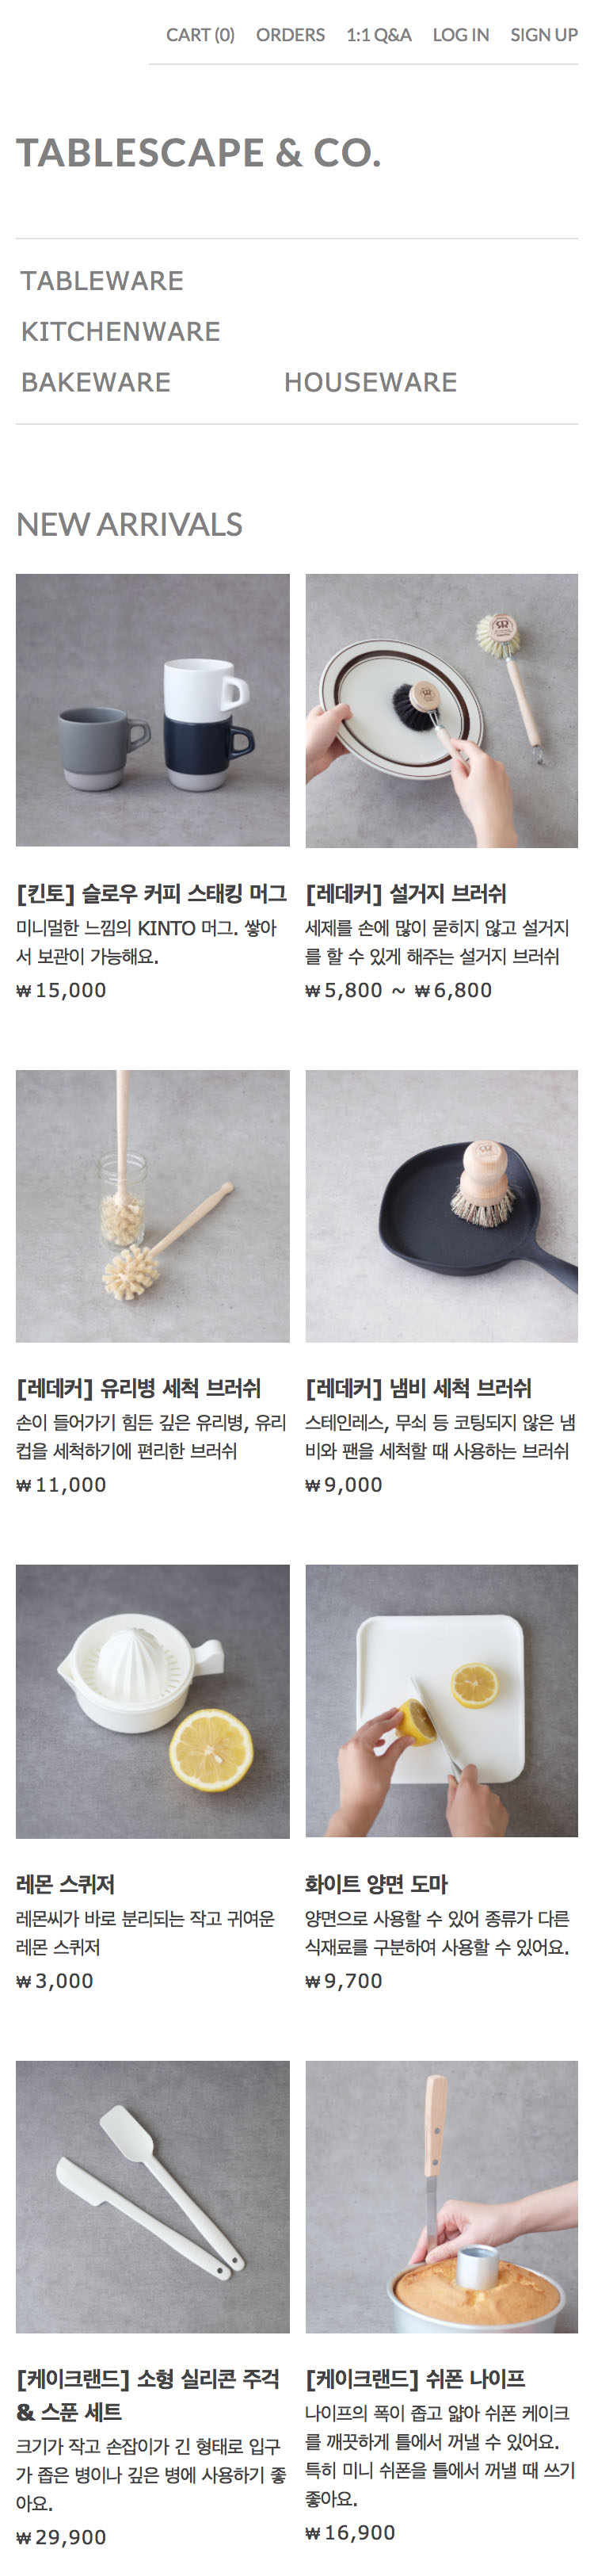 CART (0) ORDERS 1:1 Q&A LOG IN SIGN UP
TABLESCAPE & CO.
TABLEWARE
KITCHENWARE
BAKEWARE HOUSEWARE
NEW ARRIVALS
[킨토] 슬로우 커피 스태킹 머그
미니멀한 느낌의 KINTO 머그. 쌓아
서 보관이 가능해요.
₩15,000
[레데커] 설거지 브러쉬
세제를 손에 많이 묻히지 않고 설거지
를 할 수 있게 해주는 설거지 브러쉬
₩5,800 ~ ₩6,800
[레데커] 유리병 세척 브러쉬
손이 들어가기 힘든 깊은 유리병, 유리
컵을 세척하기에 편리한 브러쉬
₩11,000
[레데커] 냄비 세척 브러쉬
스테인레스, 무쇠 등 코팅되지 않은 냄
비와 팬을 세척할 때 사용하는 브러쉬
₩9,000
레몬 스퀴저
레몬씨가 바로 분리되는 작고 귀여운
레몬 스퀴저
₩3,000
화이트 양면 도마
양면으로 사용할 수 있어 종류가 다른
식재료를 구분하여 사용할 수 있어요.
₩9,700
[케이크랜드] 소형 실리콘 주걱
& 스푼 세트
크기가 작고 손잡이가 긴 형태로 입구
가 좁은 병이나 깊은 병에 사용하기 좋
아요.
₩29,900
[케이크랜드] 쉬폰 나이프
나이프의 폭이 좁고 얇아 쉬폰 케이크
를 깨끗하게 틀에서 꺼낼 수 있어요.
특히 미니 쉬폰을 틀에서 꺼낼 때 쓰기
좋아요.
₩16,900